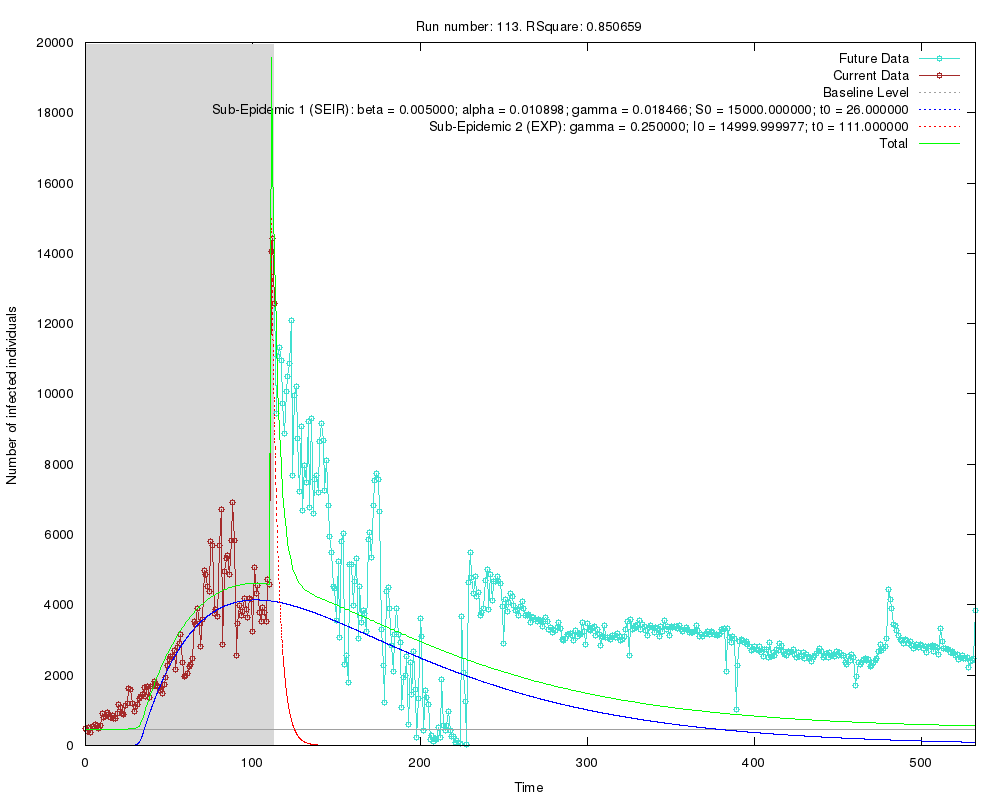 Run number: 113. RSquare: 0.850659
Future Data
Current Data
Baseline Level
Sub-Epidemic 1 (SEIR): beta = 0.005000; alpha = 0.010898; gamma = 0.018466; S0 = 15000.000000; t0 = 26.000000
Sub-Epidemic 2 (EXP): gamma = 0.250000; I0 = 14999.999977; t0 = 111.000000
Total
20000
18000
16000
14000
12000
10000
8000
6000
4000
2000
0
Number of infected individuals
0 100 200 300 400 500
Time